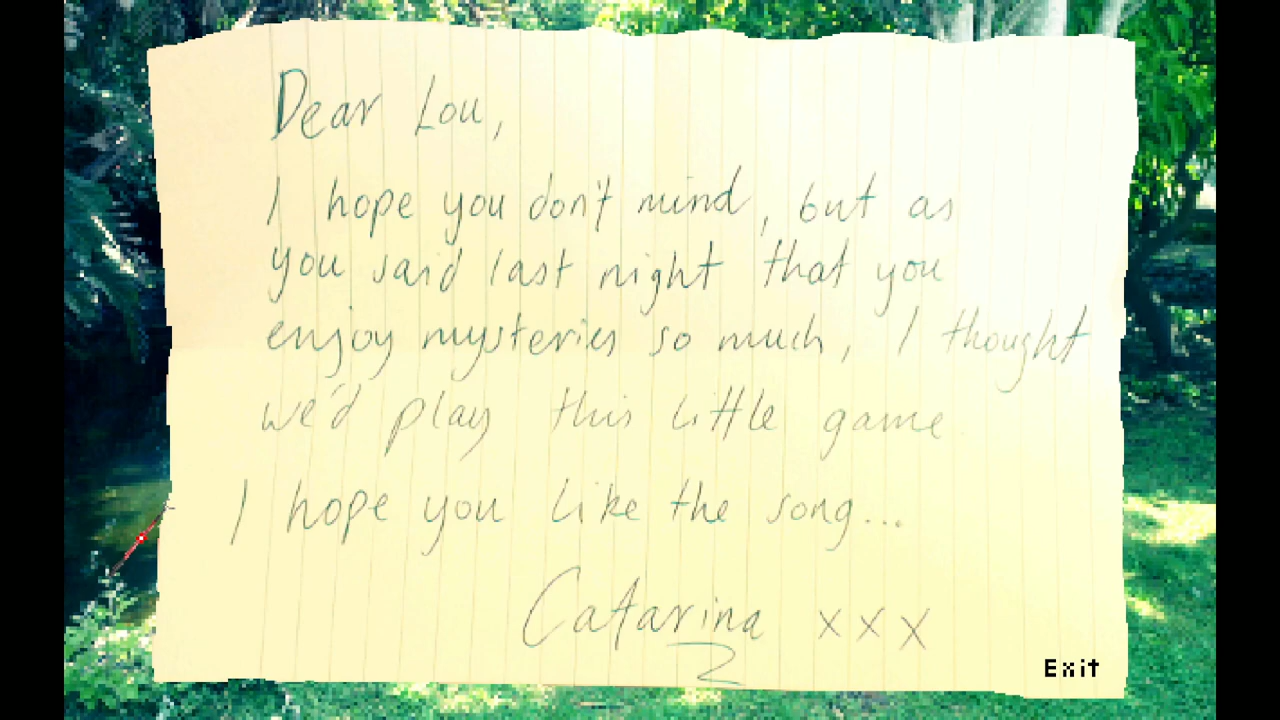 Dear Lou,
I hope you don't mind, but as
you said last night that you
enjoy mysteries so much, I thought
we'd play this little game
I hope you like the song...
Catarina xxx
Exit